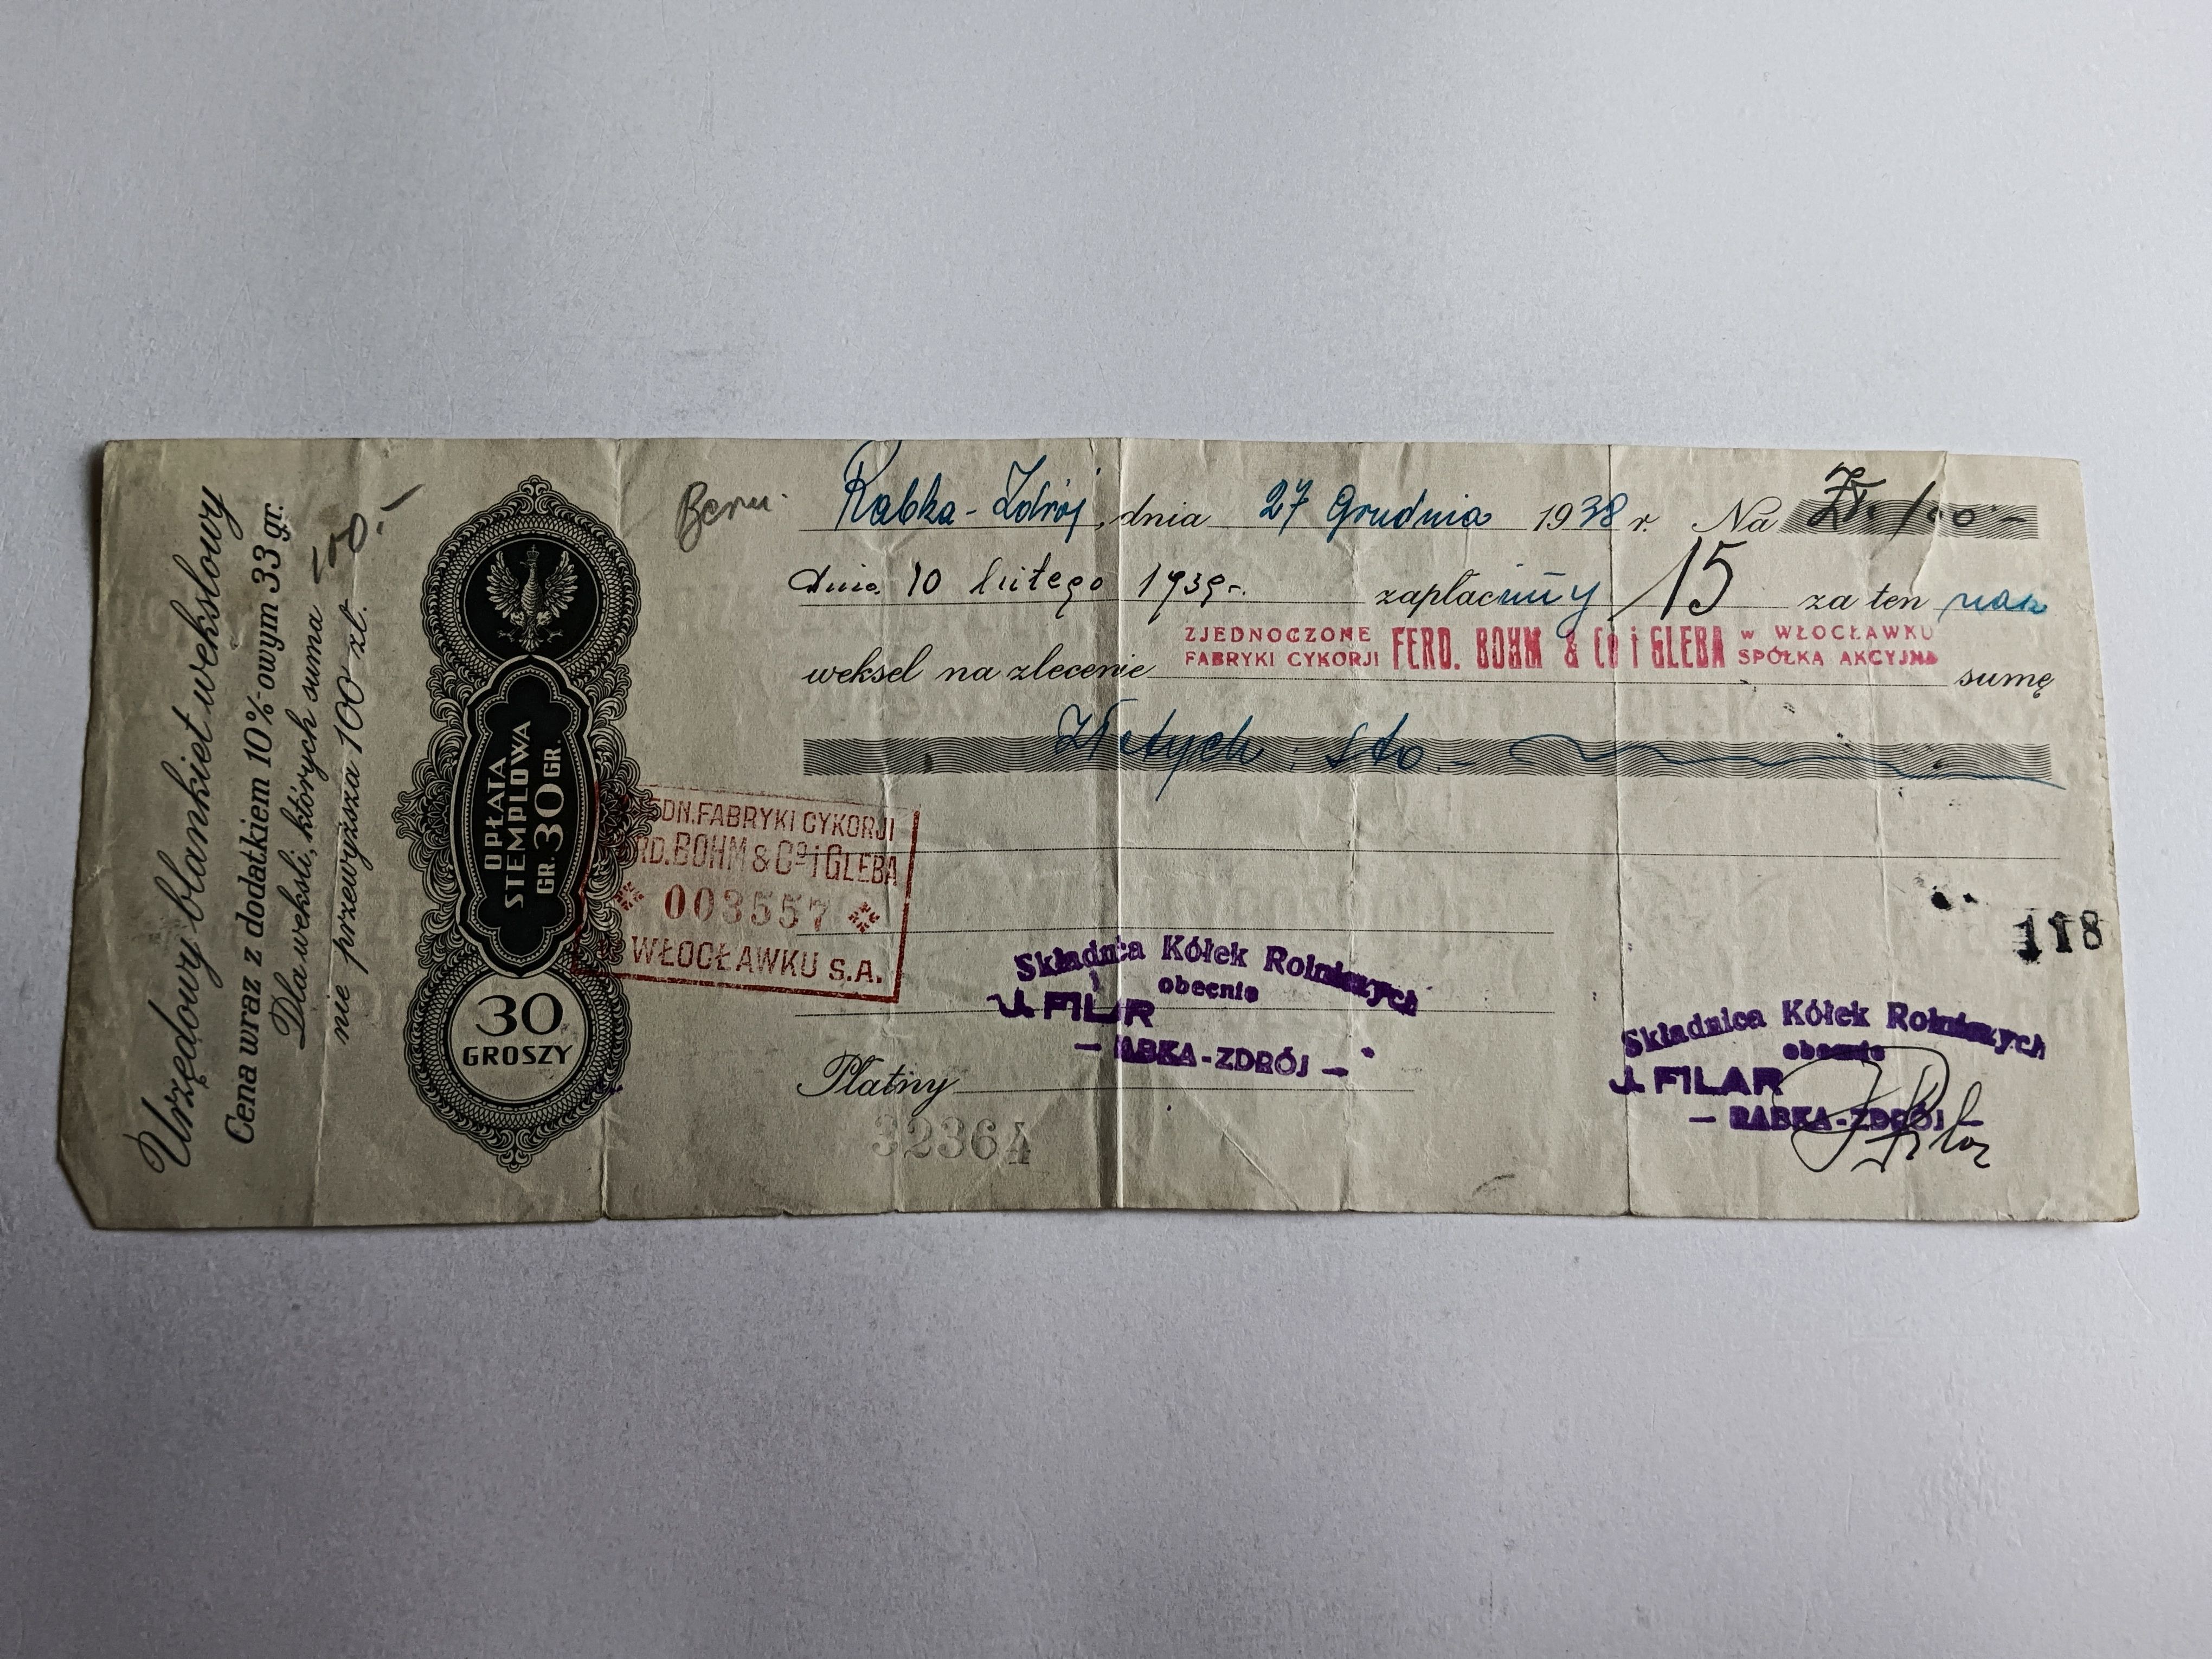 Urzędowy blankiet wekslowy
Cena wraz z dodatkiem 10%-owym 33 gr.
Dla weksli, których suma
nie przewyższa 100 zł.
100.-
OPŁATA
STEMPLOWA
GR. 30 GR.
30
GROSZY
Rabka-Zdrój, dnia 27 Grudnia 1938 r. Na Zł. 100.-
dnia 10 lutego 1939 r. zapłacimy za ten nasz
15
weksel na zlecenie ZJEDNOCZONE FABRYKI CYKORJI FERD. BOHM & Co i GLEBA w WŁOCŁAWKU SPÓŁKA AKCYJNA sumę
Złotych: sto.-
DN. FABRYKI CYKORJI
RD. BOHM & Co i GLEBA
003557
WŁOCŁAWKU S.A.
118
Składnica Kółek Rolniczych
obecnie
J. FILAR
— RABKA-ZDRÓJ —
Składnica Kółek Rolniczych
obecnie
J. FILAR
— RABKA-ZDRÓJ —
J Filar
Płatny
32364